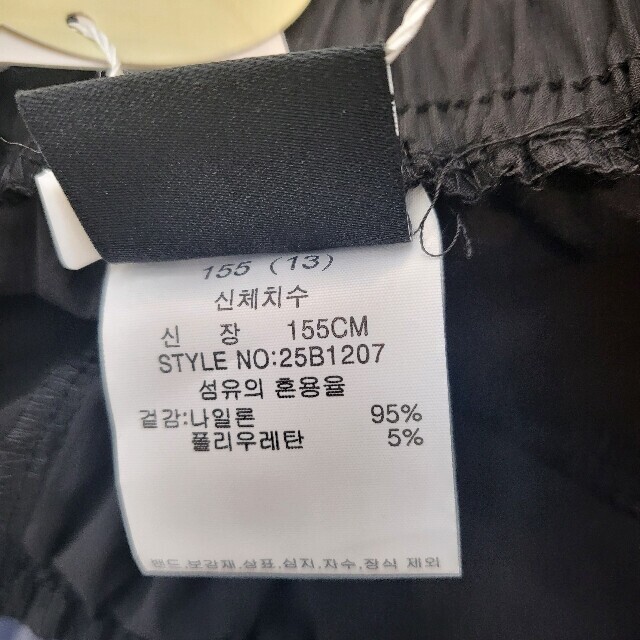 155 (13)
신체치수
신 장 155CM
STYLE NO:25B1207
섬유의 혼용율
겉감:나일론 95%
폴리우레탄 5%
밴드,보강재,상표,심지,자수,장식 제외